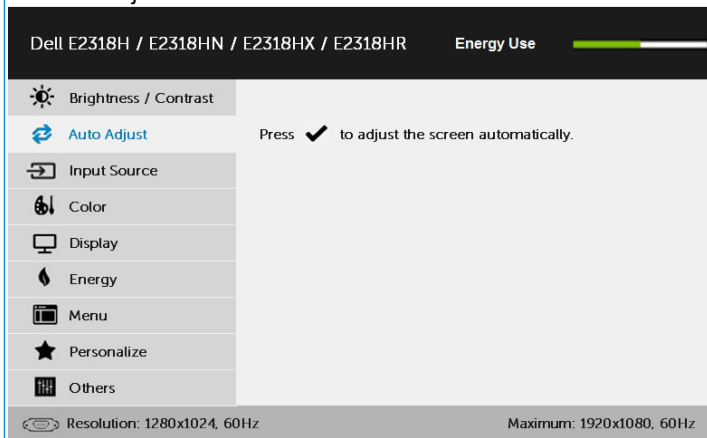 Dell E2318H / E2318HN / E2318HX / E2318HR Energy Use
Brightness / Contrast
Auto Adjust Press ✔ to adjust the screen automatically.
Input Source
Color
Display
Energy
Menu
Personalize
Others
Resolution: 1280x1024, 60Hz Maximum: 1920x1080, 60Hz